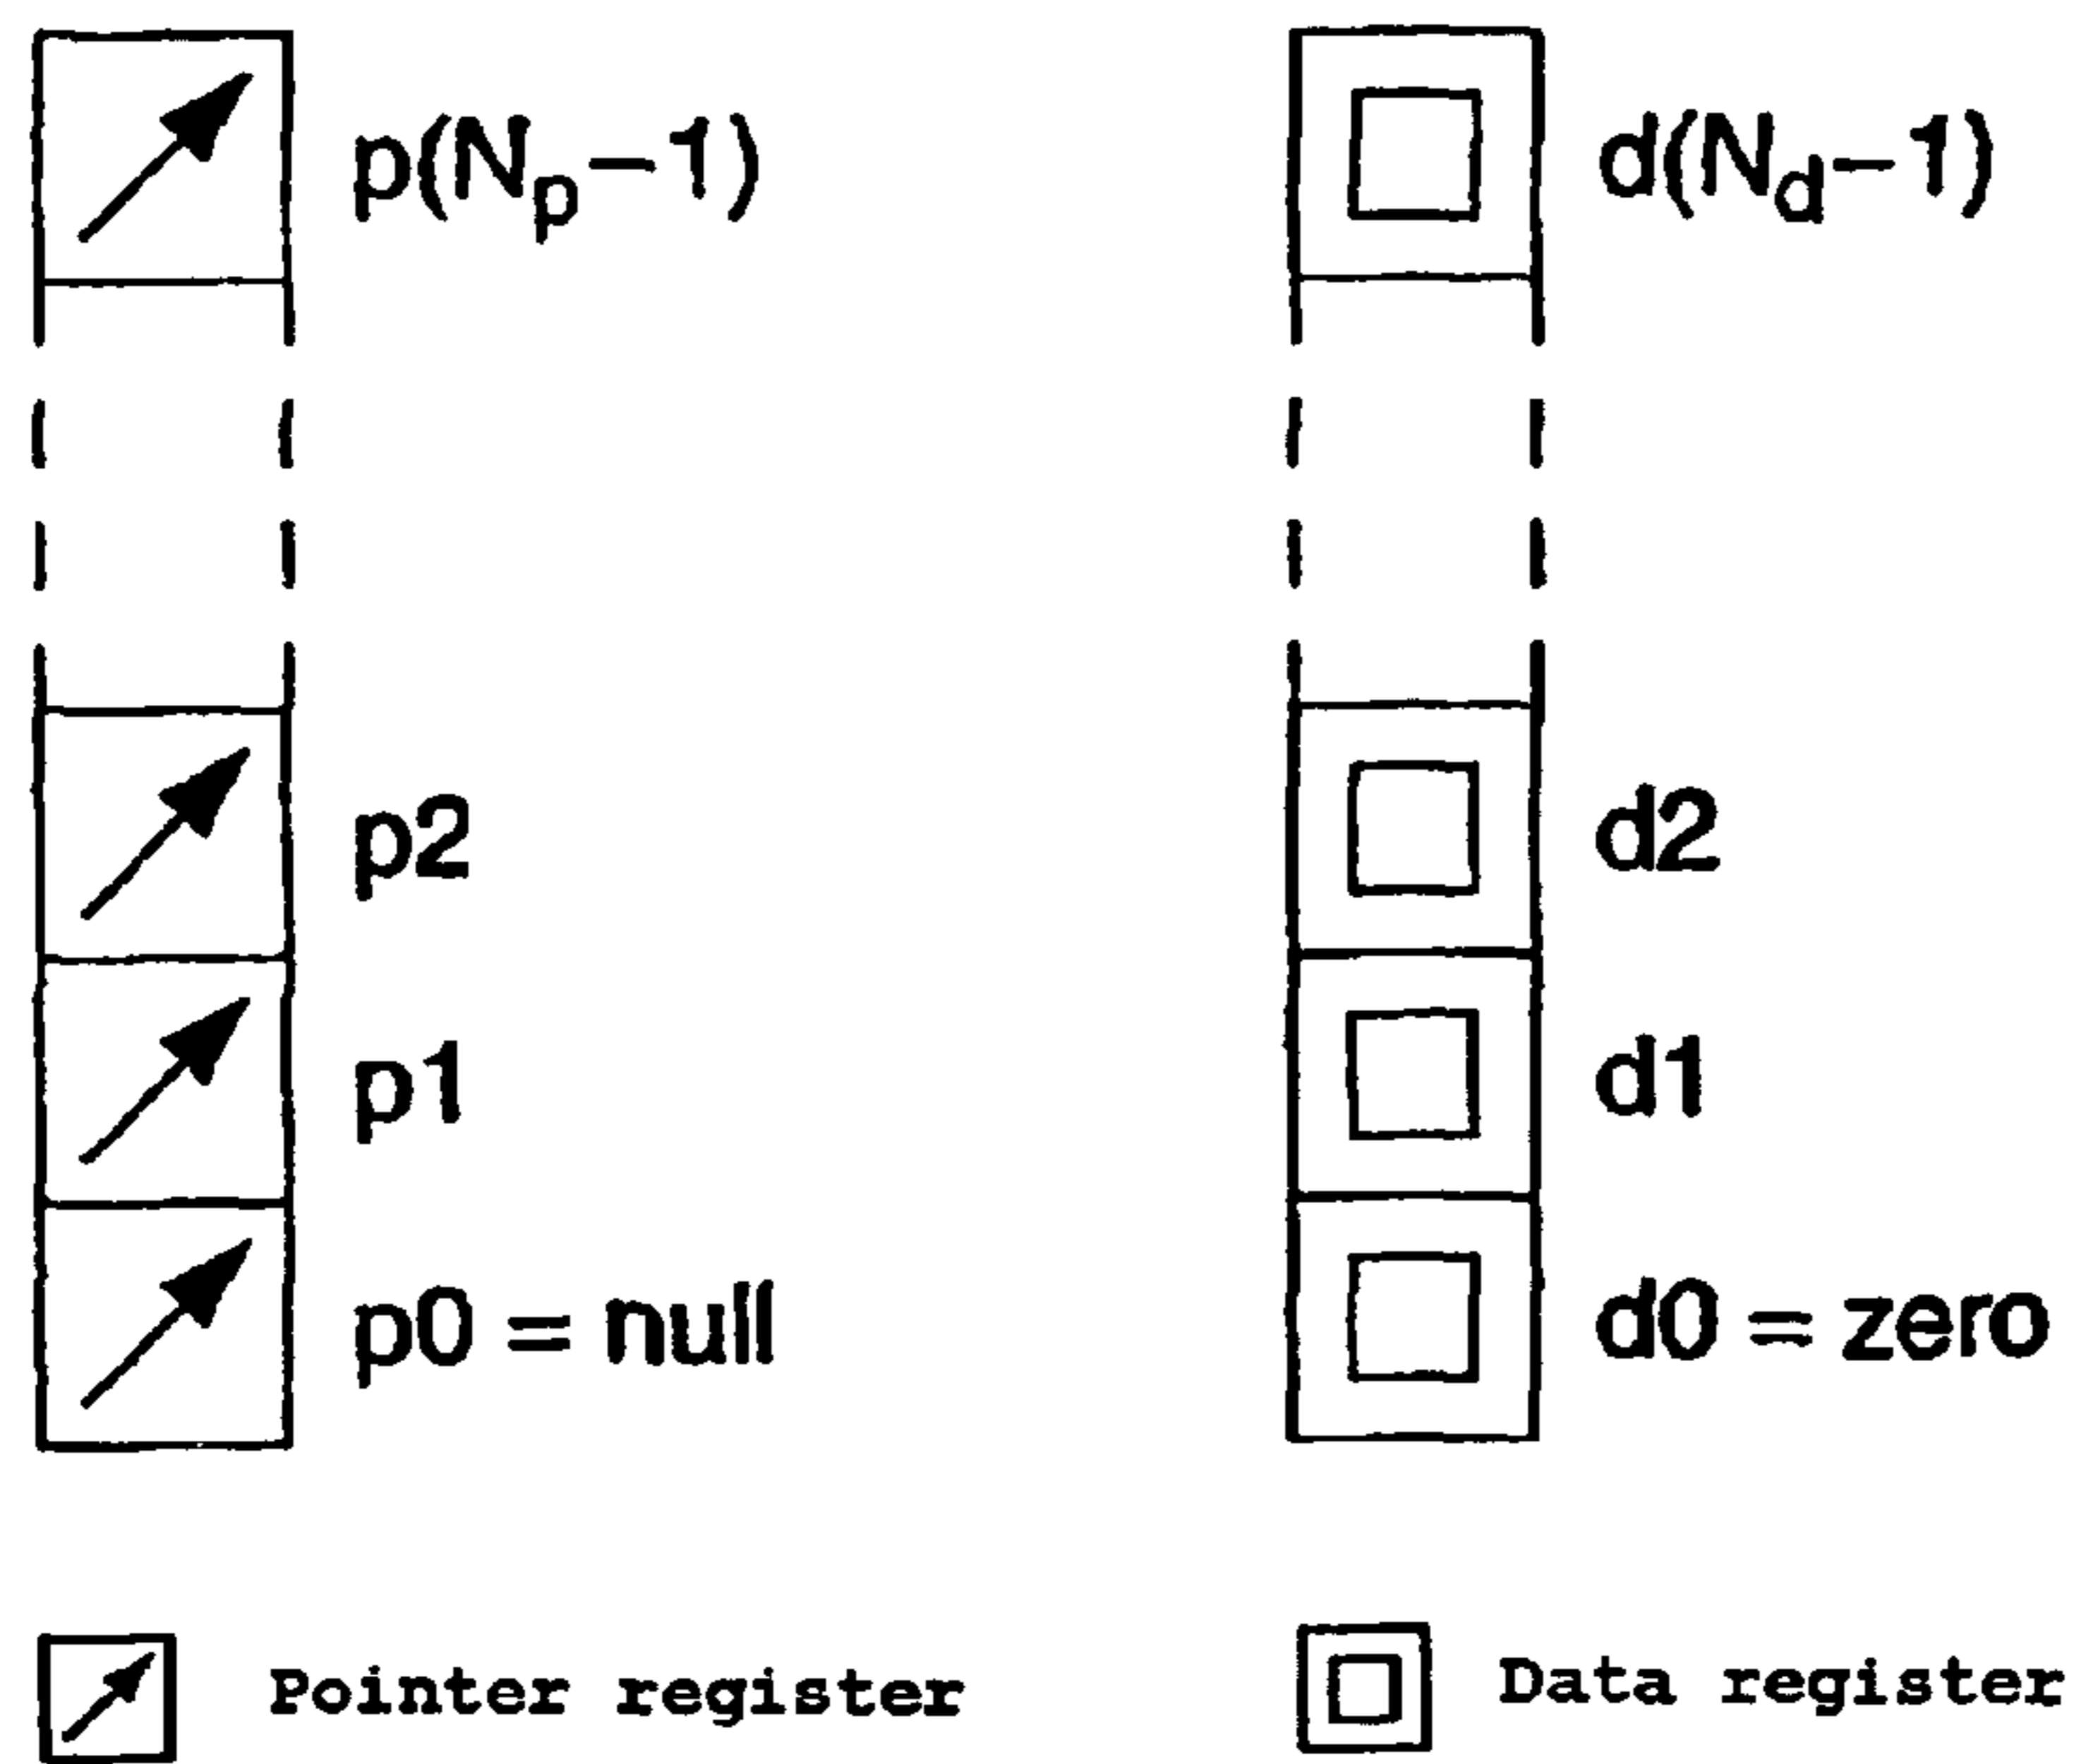 p(Np−1) d(Nd−1)
p2 d2
p1 d1
p0 = null d0 = zero
Pointer register Data register